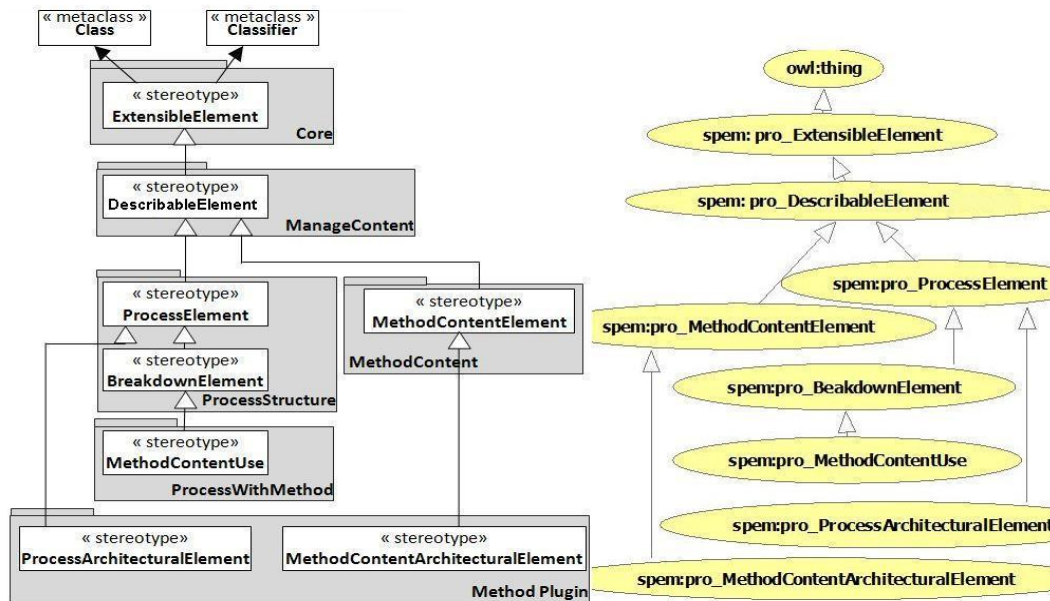 « metaclass »
Class
« metaclass »
Classifier
« stereotype»
ExtensibleElement
Core
« stereotype»
DescribableElement
ManageContent
« stereotype»
ProcessElement
« stereotype»
BreakdownElement
ProcessStructure
« stereotype»
MethodContentElement
MethodContent
« stereotype»
MethodContentUse
ProcessWithMethod
« stereotype»
ProcessArchitecturalElement
« stereotype»
MethodContentArchitecturalElement
Method Plugin
owl:thing
spem: pro_ExtensibleElement
spem: pro_DescribableElement
spem:pro_ProcessElement
spem:pro_MethodContentElement
spem:pro_BeakdownElement
spem:pro_MethodContentUse
spem:pro_ProcessArchitecturalElement
spem:pro_MethodContentArchitecturalElement